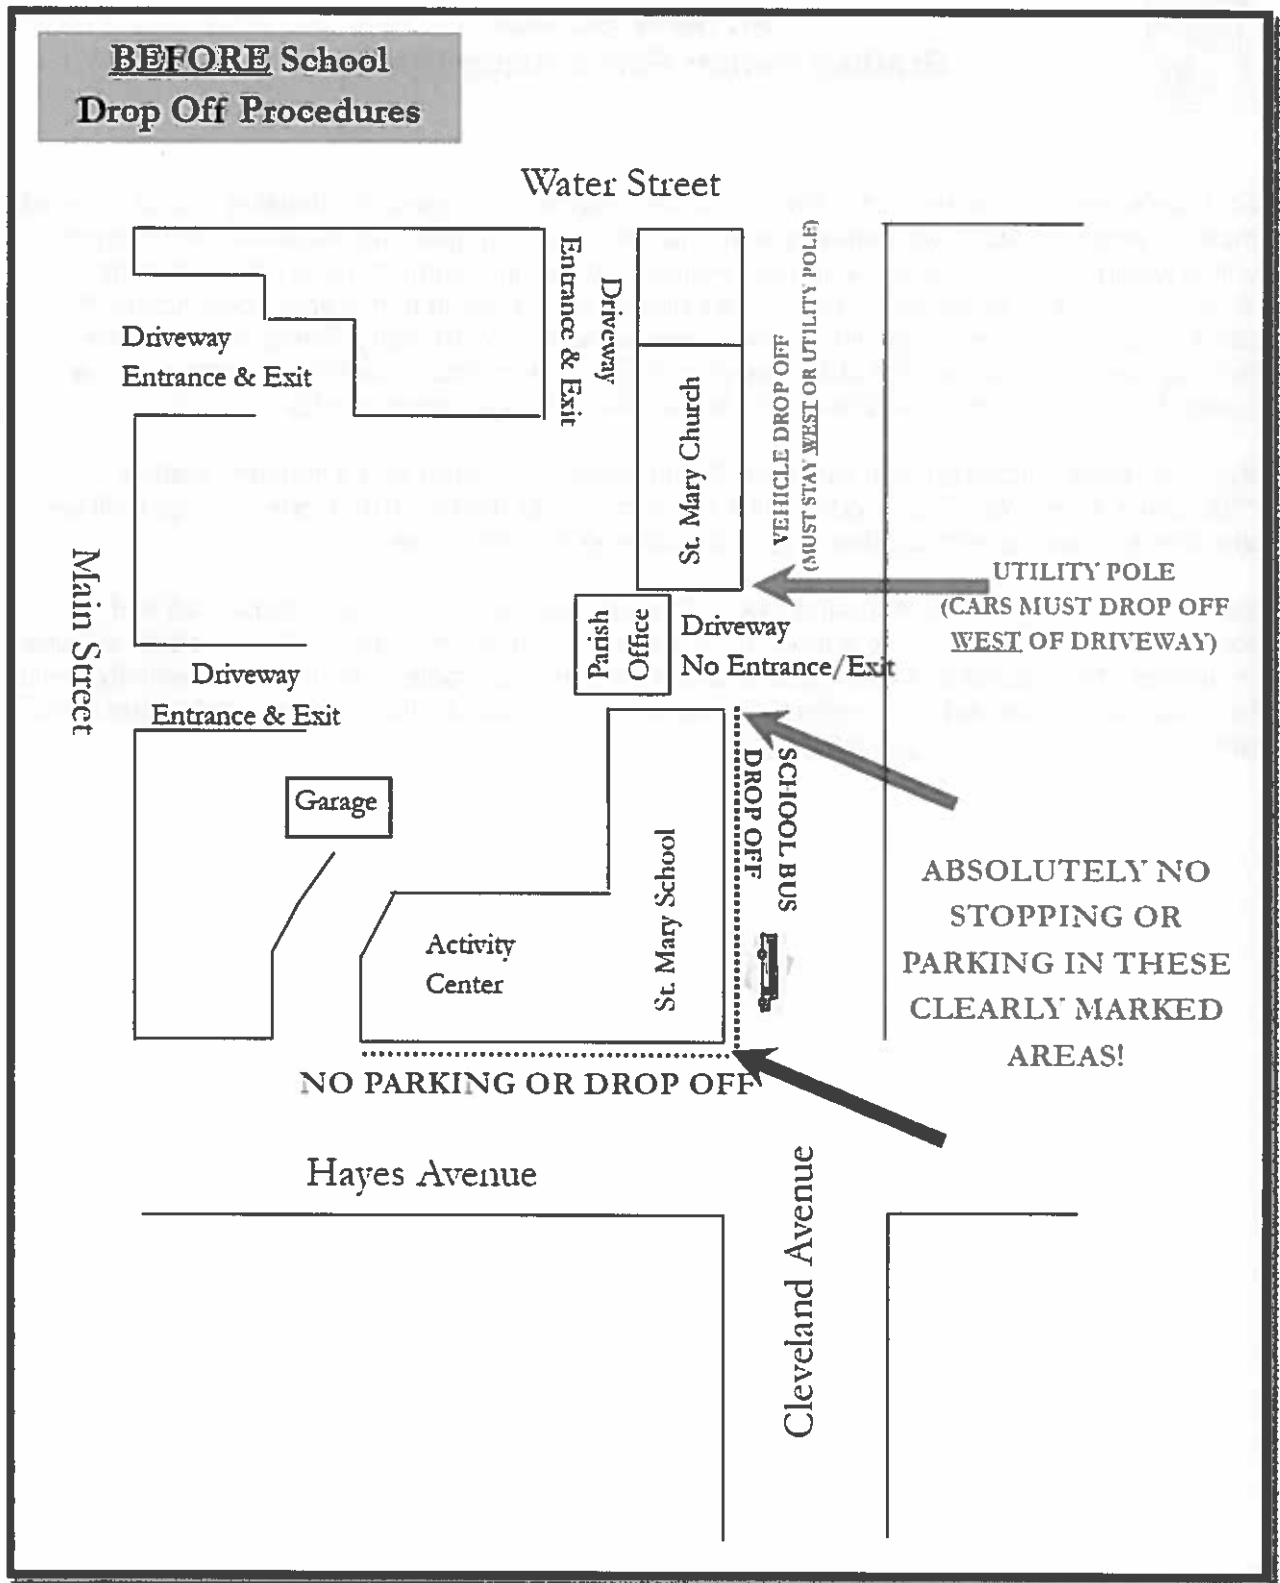 BEFORE School
Drop Off Procedures
Water Street
Driveway
Entrance & Exit
Driveway
Entrance & Exit
St. Mary Church
VEHICLE DROP OFF
(MUST STAY WEST OR UTILITY POLE)
Main Street
UTILITY POLE
(CARS MUST DROP OFF
WEST OF DRIVEWAY)
Parish
Office
Driveway
No Entrance/Exit
Driveway
Entrance & Exit
Garage
SCHOOL BUS
DROP OFF
St. Mary School
Activity
Center
ABSOLUTELY NO
STOPPING OR
PARKING IN THESE
CLEARLY MARKED
AREAS!
NO PARKING OR DROP OFF
Hayes Avenue
Cleveland Avenue